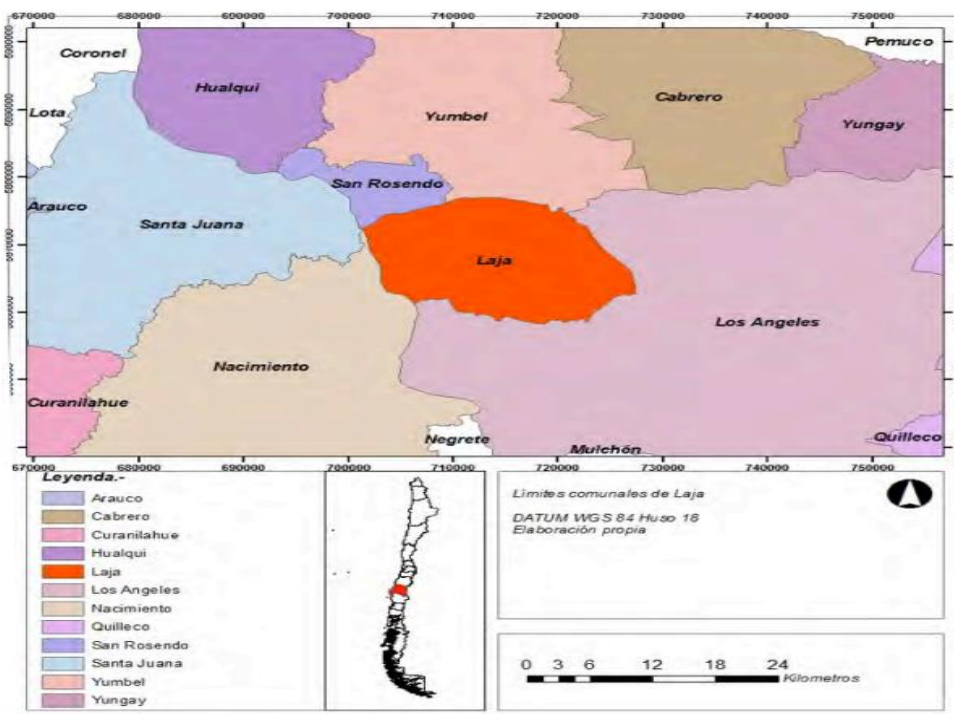 670000 680000 690000 700000 710000 720000 730000 740000 750000
Coronel
Pemuco
Hualqui
Cabrero
Lota
Yumbel
Yungay
San Rosendo
Arauco
Santa Juana
Laja
Los Angeles
Nacimiento
Curanilahue
Negrete
Quilleco
Mulchén
670000 680000 690000 700000 710000 720000 730000 740000 750000
Leyenda.-
Arauco
Cabrero
Curanilahue
Hualqui
Laja
Los Angeles
Nacimiento
Quilleco
San Rosendo
Santa Juana
Yumbel
Yungay
Limites comunales de Laja
DATUM WGS 84 Huso 18
Elaboración propia
0 3 6 12 18 24
Kilometros